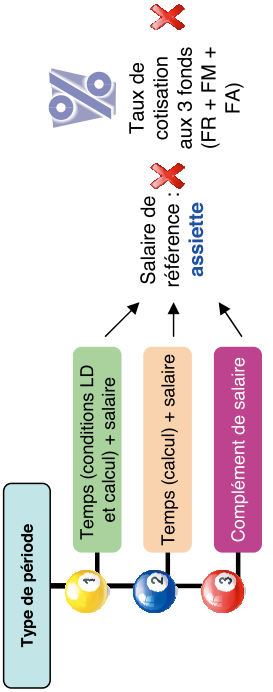 Type de période
1
Temps (conditions LD
et calcul) + salaire
2
Temps (calcul) + salaire
3
Complément de salaire
Salaire de
référence :
assiette
%
Taux de
cotisation
aux 3 fonds
(FR + FM +
FA)